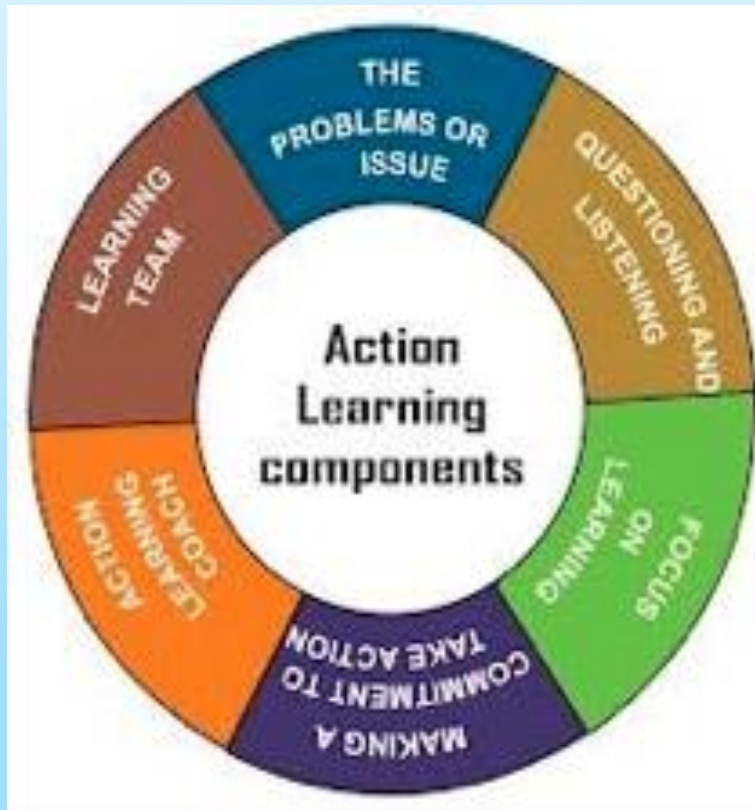 Action
Learning
components
THE
PROBLEMS OR
ISSUE
QUESTIONING AND
LISTENING
FOCUS
ON
LEARNING
MAKING A
COMMITMENT TO
TAKE ACTION
ACTION
LEARNING
COACH
LEARNING
TEAM